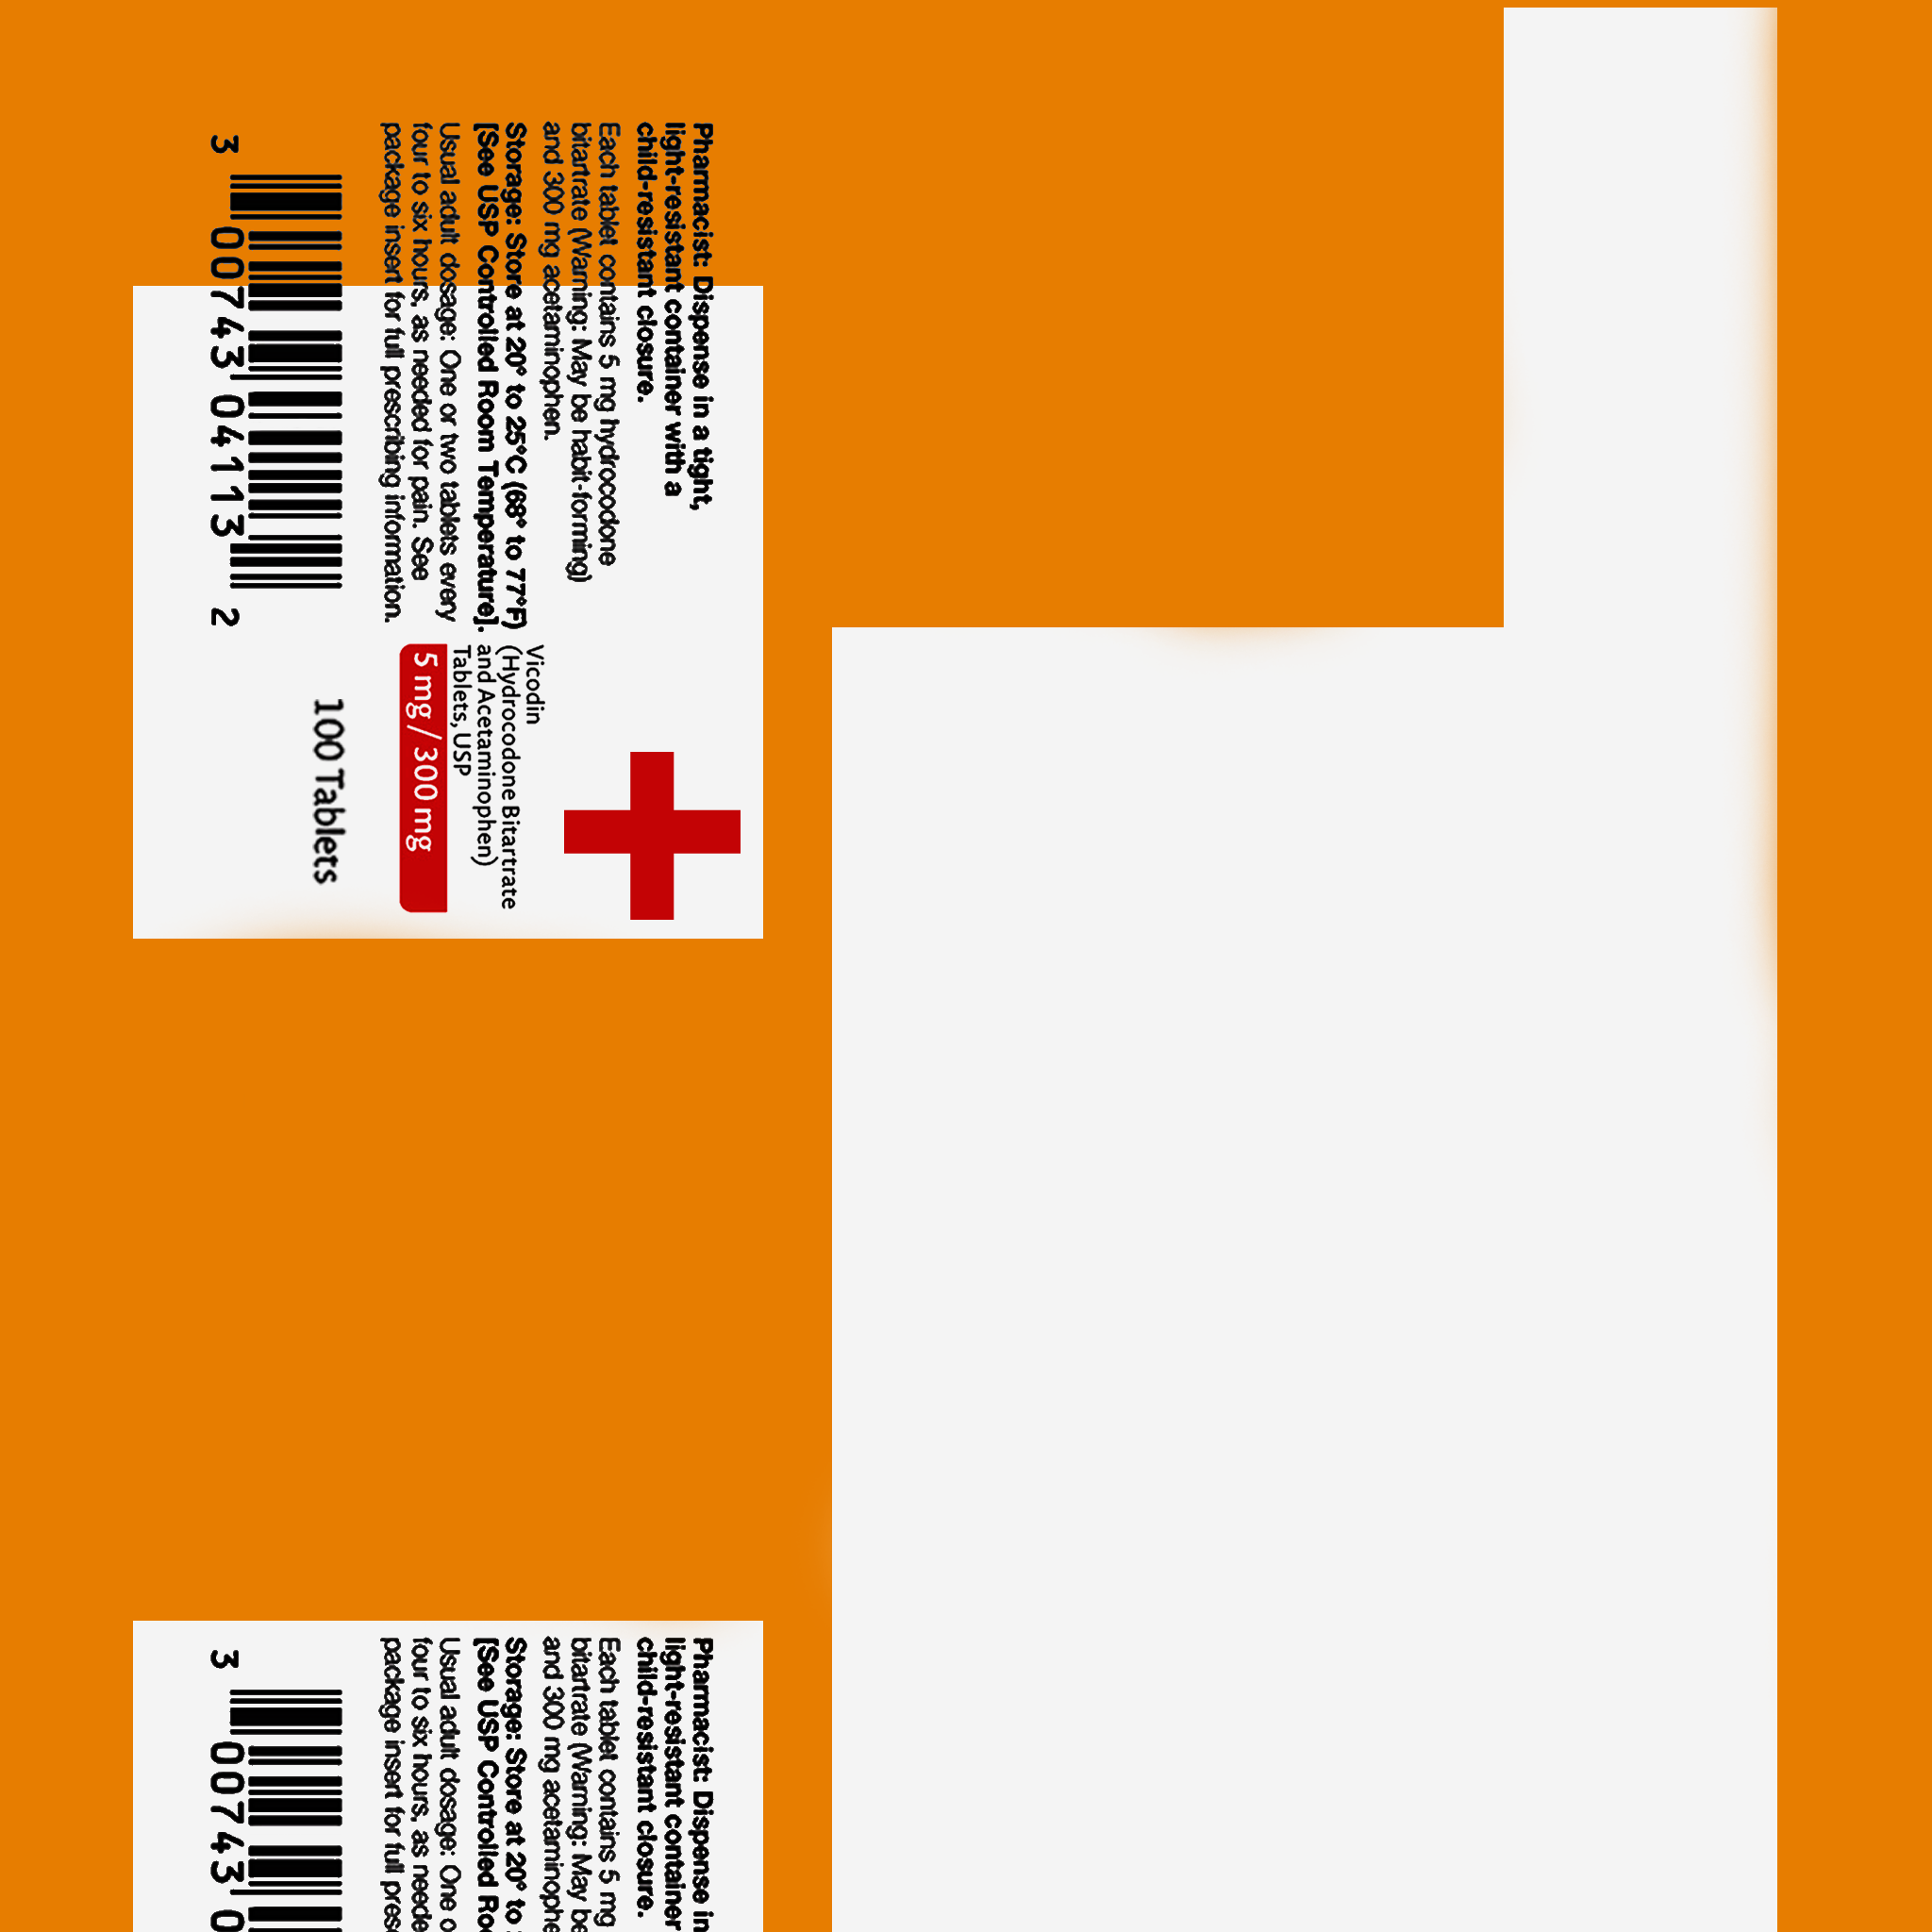 Pharmacist: Dispense in a tight,
light-resistant container with a
child-resistant closure.
Each tablet contains 5 mg hydrocodone
bitartrate (Warning: May be habit-forming)
and 300 mg acetaminophen.
Storage: Store at 20° to 25°C (68° to 77°F)
[See USP Controlled Room Temperature].
Usual adult dosage: One or two tablets every
four to six hours, as needed for pain. See
package insert for full prescribing information.
3 00743 04113 2
Vicodin
(Hydrocodone Bitartrate
and Acetaminophen)
Tablets, USP
5 mg / 300 mg
100 Tablets
Pharmacist: Dispense in
light-resistant container
child-resistant closure.
Each tablet contains 5 mg
bitartrate (Warning: May be
and 300 mg
Storage: Store at 20° to
[See USP Controlled
Usual adult dosage: One
four to six hours, as
package insert for full
3 00743 0